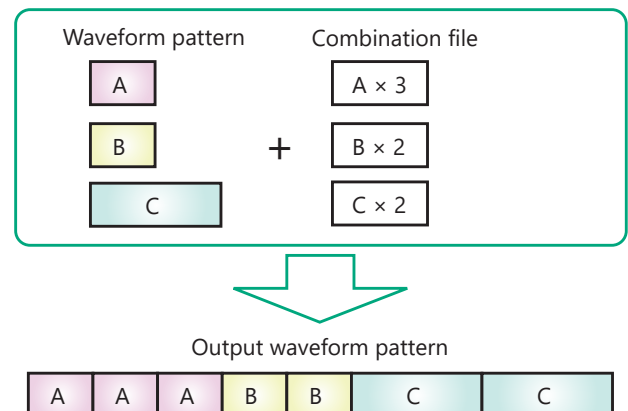 Waveform pattern Combination file
A A × 3
B + B × 2
C C × 2
Output waveform pattern
A A A B B C C